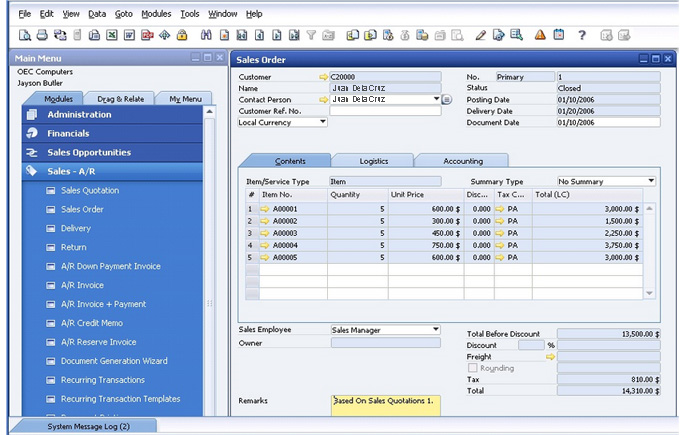 File Edit View Data Goto Modules Tools Window Help
Main Menu
OEC Computers
Jayson Butler
Modules Drag & Relate My Menu
Administration
Financials
Sales Opportunities
Sales - A/R
Sales Quotation
Sales Order
Delivery
Return
A/R Down Payment Invoice
A/R Invoice
A/R Invoice + Payment
A/R Credit Memo
A/R Reserve Invoice
Document Generation Wizard
Recurring Transactions
Recurring Transaction Templates
System Message Log (2)
Sales Order
Customer C20000
Name Juan DelaCruz
Contact Person Juan DelaCruz
Customer Ref. No.
Local Currency
No. Primary 1
Status Closed
Posting Date 01/10/2006
Delivery Date 01/20/2006
Document Date 01/10/2006
Contents Logistics Accounting
Item/Service Type Item Summary Type No Summary
# Item No. Quantity Unit Price Disc... Tax C... Total (LC)
1 A00001 5 600.00 $ 0.000 PA 3,000.00 $
2 A00002 5 300.00 $ 0.000 PA 1,500.00 $
3 A00003 5 450.00 $ 0.000 PA 2,250.00 $
4 A00004 5 750.00 $ 0.000 PA 3,750.00 $
5 A00005 5 600.00 $ 0.000 PA 3,000.00 $
Sales Employee Sales Manager
Owner
Remarks Based On Sales Quotations 1.
Total Before Discount 13,500.00 $
Discount %
Freight
Rounding
Tax 810.00 $
Total 14,310.00 $